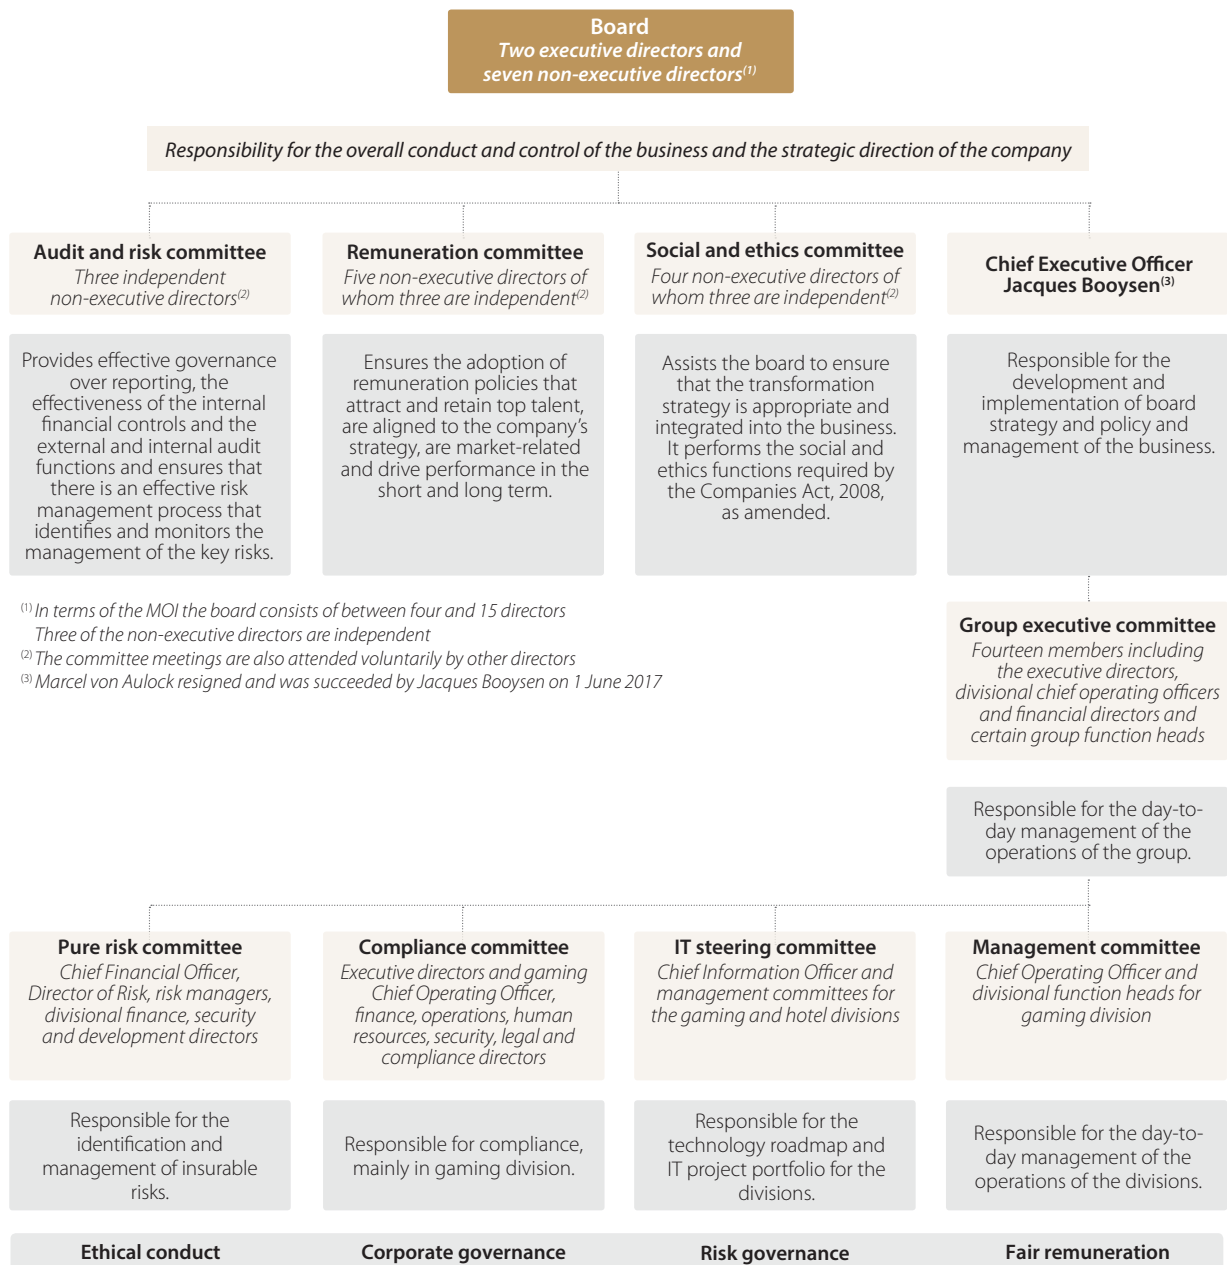 Board
Two executive directors and
seven non-executive directors(1)
Responsibility for the overall conduct and control of the business and the strategic direction of the company
Audit and risk committee
Three independent
non-executive directors(2)
Provides effective governance
over reporting, the
effectiveness of the internal
financial controls and the
external and internal audit
functions and ensures that
there is an effective risk
management process that
identifies and monitors the
management of the key risks.
Remuneration committee
Five non-executive directors of
whom three are independent(2)
Ensures the adoption of
remuneration policies that
attract and retain top talent,
are aligned to the company's
strategy, are market-related
and drive performance in the
short and long term.
Social and ethics committee
Four non-executive directors of
whom three are independent(2)
Assists the board to ensure
that the transformation
strategy is appropriate and
integrated into the business.
It performs the social and
ethics functions required by
the Companies Act, 2008,
as amended.
Chief Executive Officer
Jacques Booysen(3)
Responsible for the
development and
implementation of board
strategy and policy and
management of the business.
(1) In terms of the MOI the board consists of between four and 15 directors
Three of the non-executive directors are independent
(2) The committee meetings are also attended voluntarily by other directors
(3) Marcel von Aulock resigned and was succeeded by Jacques Booysen on 1 June 2017
Group executive committee
Fourteen members including
the executive directors,
divisional chief operating officers
and financial directors and
certain group function heads
Responsible for the day-to-
day management of the
operations of the group.
Pure risk committee
Chief Financial Officer,
Director of Risk, risk managers,
divisional finance, security
and development directors
Responsible for the
identification and
management of insurable
risks.
Compliance committee
Executive directors and gaming
Chief Operating Officer,
finance, operations, human
resources, security, legal and
compliance directors
Responsible for compliance,
mainly in gaming division.
IT steering committee
Chief Information Officer and
management committees for
the gaming and hotel divisions
Responsible for the
technology roadmap and
IT project portfolio for the
divisions.
Management committee
Chief Operating Officer and
divisional function heads for
gaming division
Responsible for the day-to-
day management of the
operations of the divisions.
Ethical conduct
Corporate governance
Risk governance
Fair remuneration